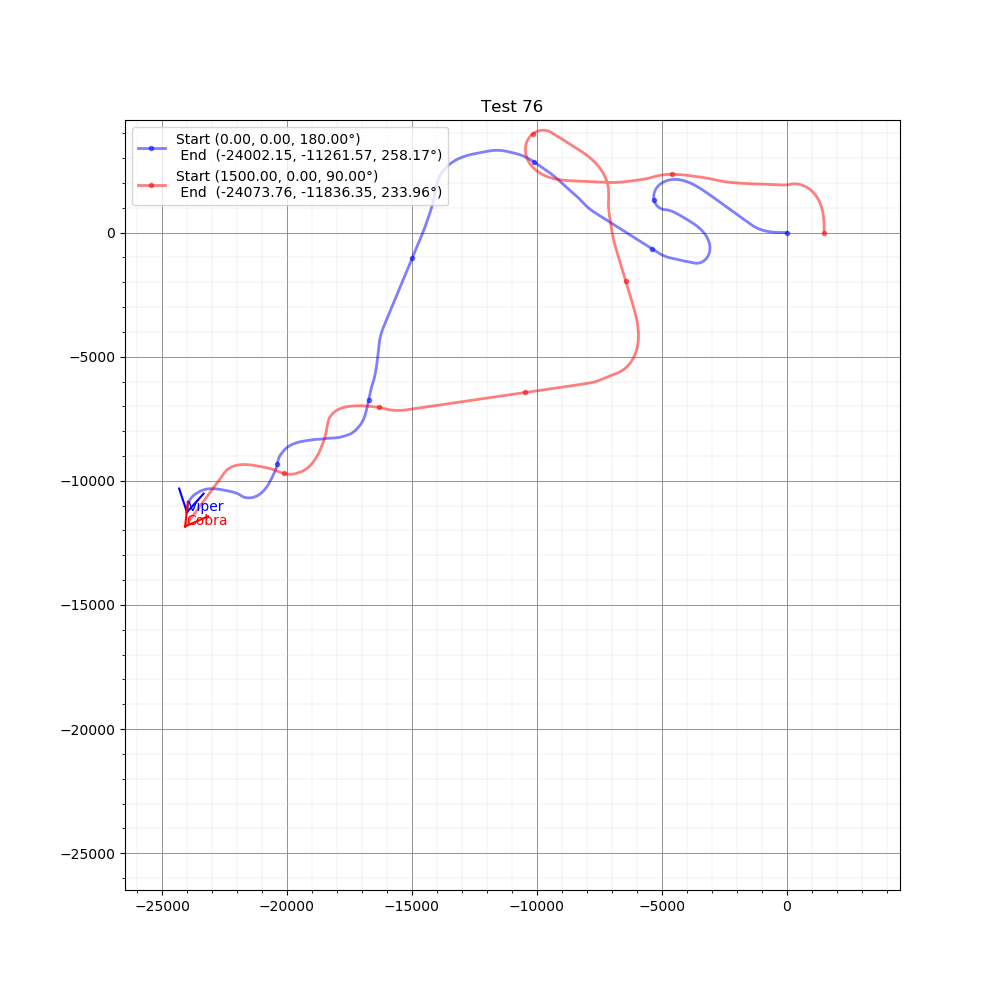 Test 76
Start (0.00, 0.00, 180.00°)
End  (-24002.15, -11261.57, 258.17°)
Start (1500.00, 0.00, 90.00°)
End  (-24073.76, -11836.35, 233.96°)
0
−5000
−10000
−15000
−20000
−25000
Viper
Cobra
−25000
−20000
−15000
−10000
−5000
0